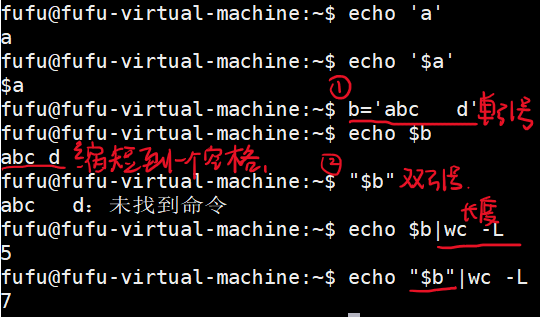 fufu@fufu-virtual-machine:~$ echo 'a'
a
fufu@fufu-virtual-machine:~$ echo '$a'
$a
①
fufu@fufu-virtual-machine:~$ b='abc   d' 单引号
fufu@fufu-virtual-machine:~$ echo $b
abc d 缩短到一个空格.
②
fufu@fufu-virtual-machine:~$ "$b" 双引号.
abc   d：未找到命令
长度
fufu@fufu-virtual-machine:~$ echo $b|wc -L
5
fufu@fufu-virtual-machine:~$ echo "$b"|wc -L
7